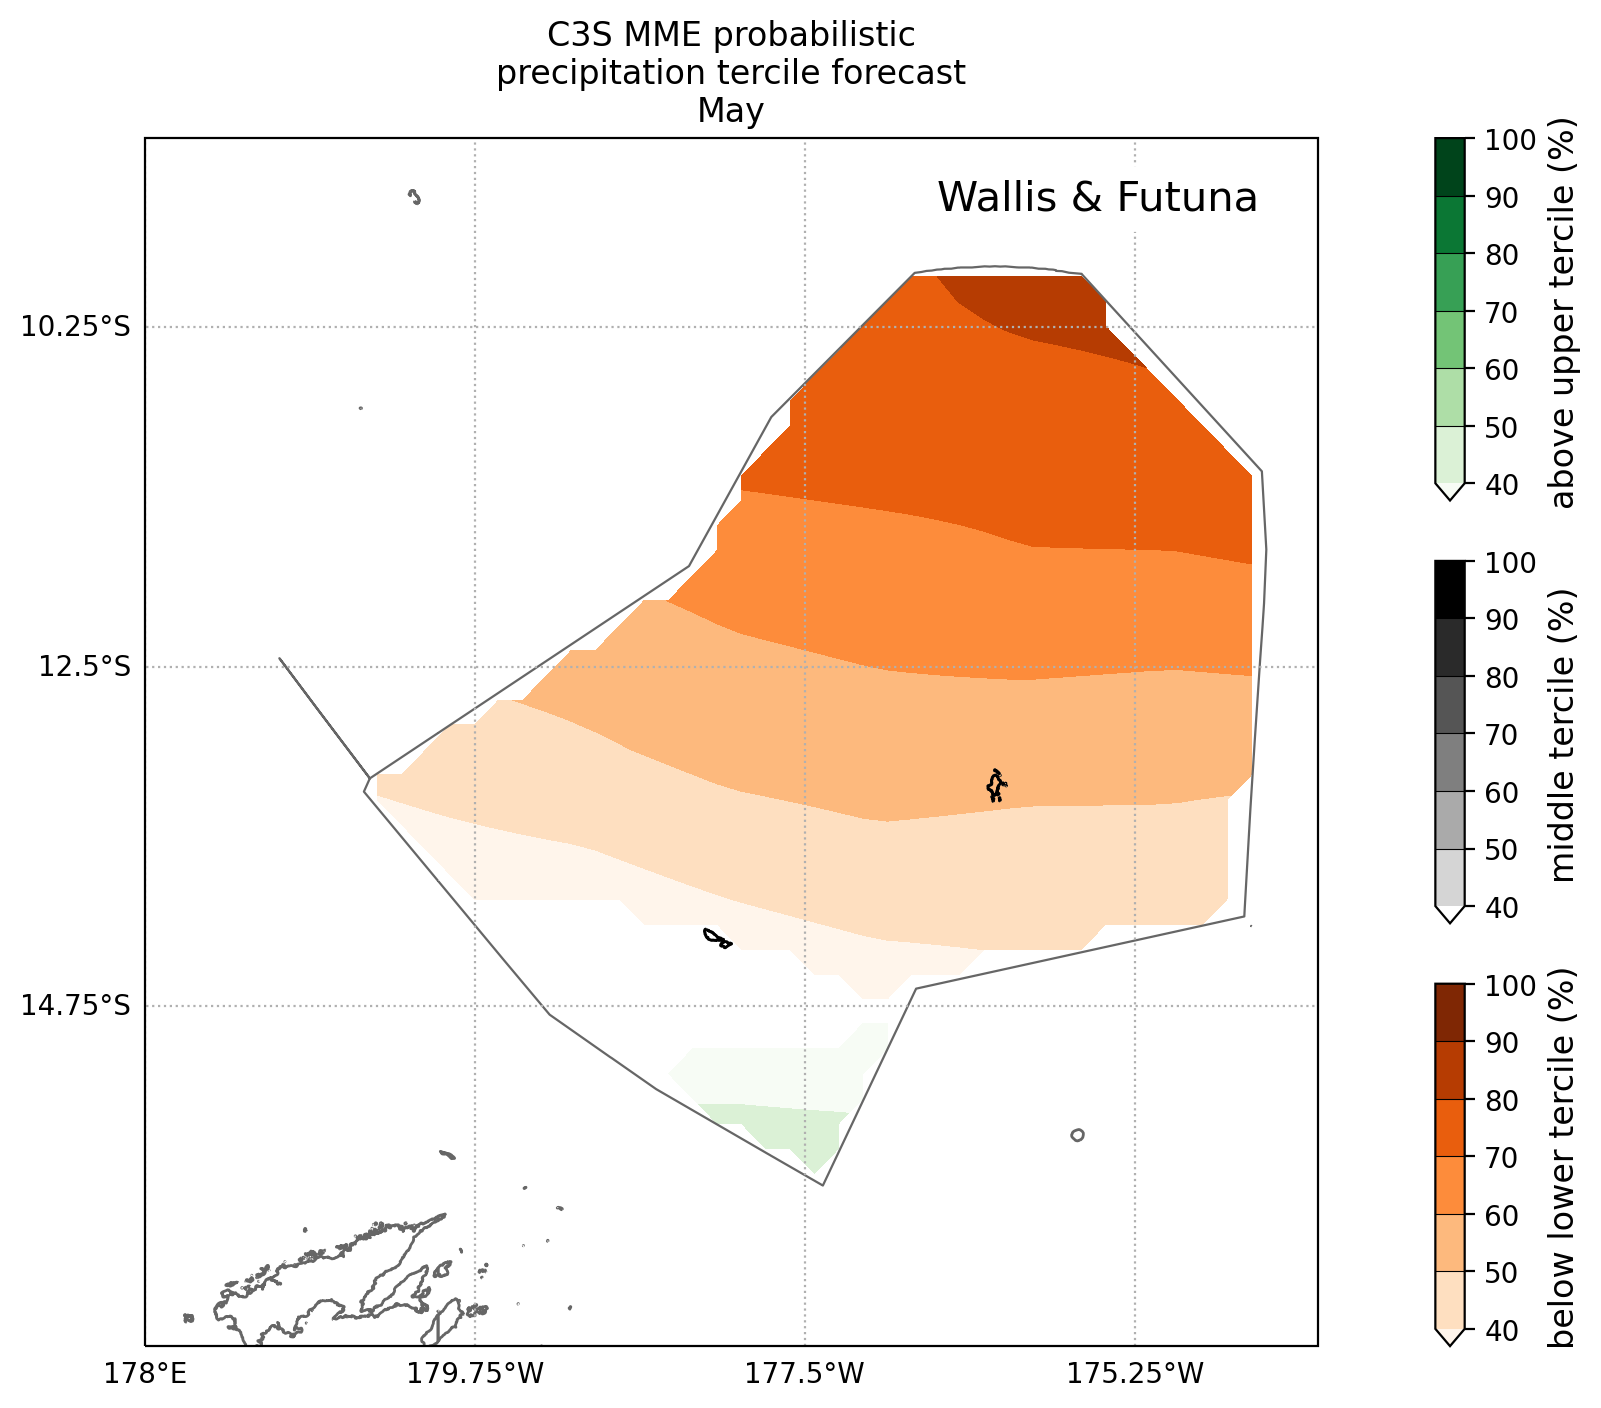 C3S MME probabilistic
precipitation tercile forecast
May
Wallis & Futuna
10.25°S
12.5°S
14.75°S
178°E
179.75°W
177.5°W
175.25°W
100
90
80
70
60
50
40
above upper tercile (%)
100
90
80
70
60
50
40
middle tercile (%)
100
90
80
70
60
50
40
below lower tercile (%)